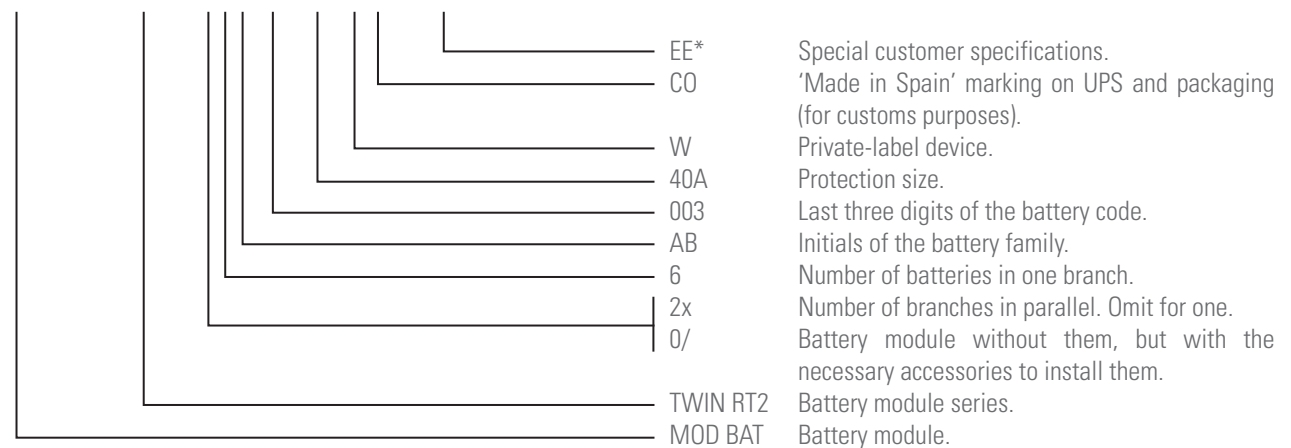 EE* Special customer specifications.
CO ‘Made in Spain’ marking on UPS and packaging
(for customs purposes).
W Private-label device.
40A Protection size.
003 Last three digits of the battery code.
AB Initials of the battery family.
6 Number of batteries in one branch.
2x Number of branches in parallel. Omit for one.
0/ Battery module without them, but with the
necessary accessories to install them.
TWIN RT2 Battery module series.
MOD BAT Battery module.